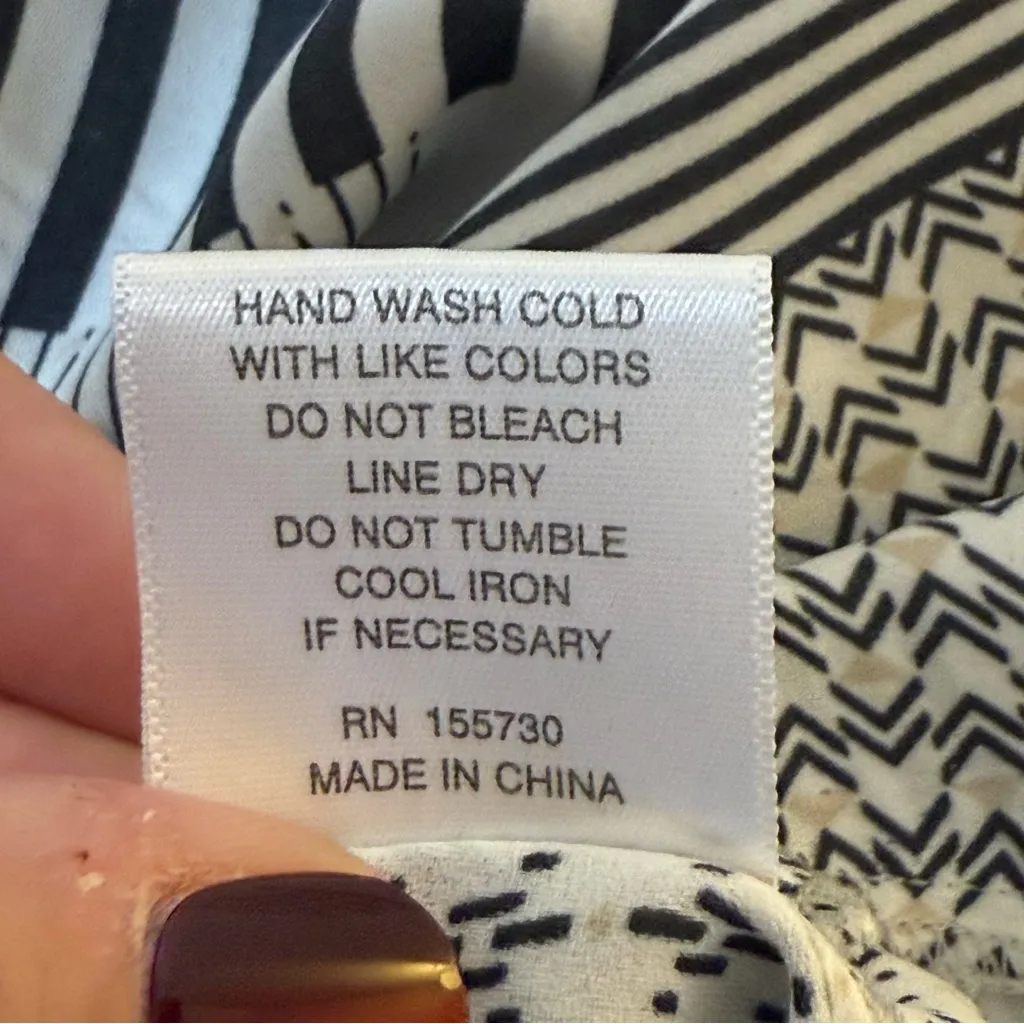 HAND WASH COLD
WITH LIKE COLORS
DO NOT BLEACH
LINE DRY
DO NOT TUMBLE
COOL IRON
IF NECESSARY
RN 155730
MADE IN CHINA